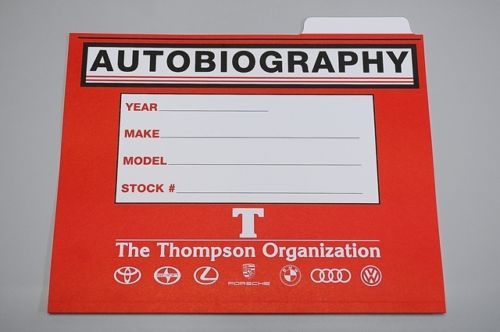 AUTOBIOGRAPHY
YEAR
MAKE
MODEL
STOCK #
T
The Thompson Organization
PORSCHE